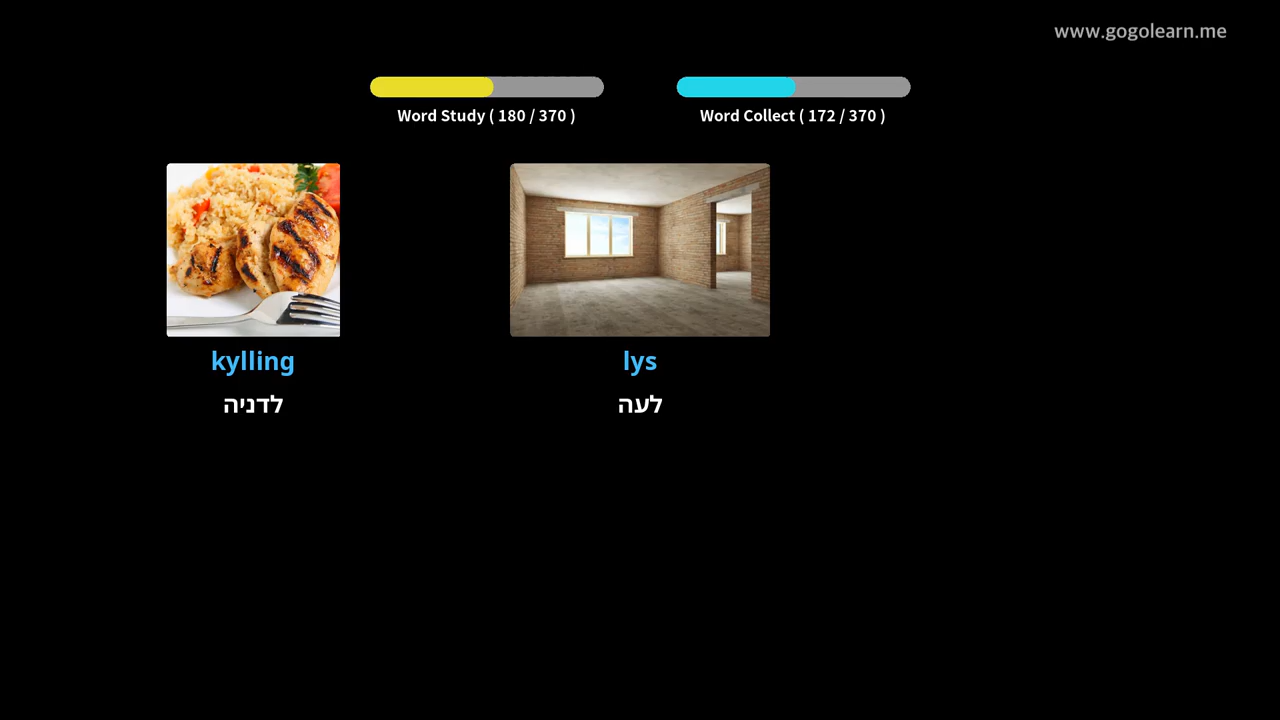 www.gogolearn.me
Word Study ( 180 / 370 )
Word Collect ( 172 / 370 )
kylling
לדניה
lys
לעה